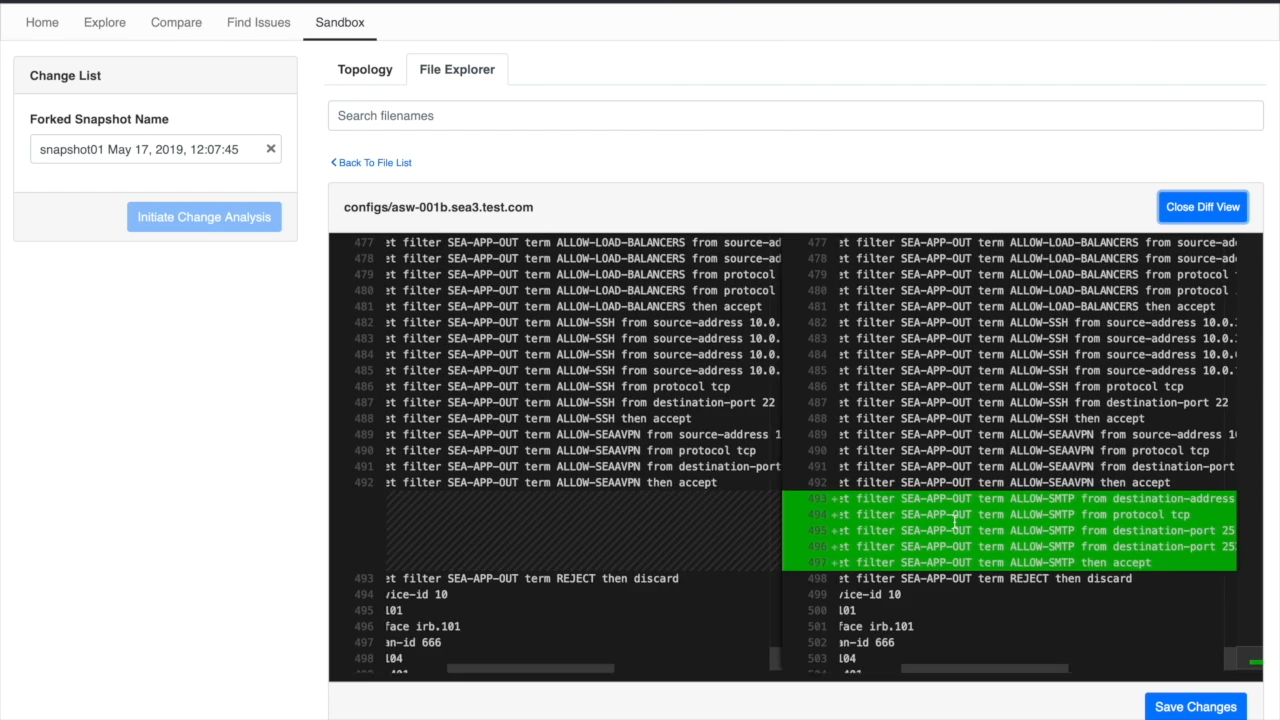 Home Explore Compare Find Issues Sandbox
Change List
Forked Snapshot Name
snapshot01 May 17, 2019, 12:07:45 ✕
Initiate Change Analysis
Topology File Explorer
Search filenames
Back To File List
configs/asw-001b.sea3.test.com
Close Diff View
477 et filter SEA-APP-OUT term ALLOW-LOAD-BALANCERS from source-ad
478 et filter SEA-APP-OUT term ALLOW-LOAD-BALANCERS from source-ad
479 et filter SEA-APP-OUT term ALLOW-LOAD-BALANCERS from protocol
480 et filter SEA-APP-OUT term ALLOW-LOAD-BALANCERS from protocol
481 et filter SEA-APP-OUT term ALLOW-LOAD-BALANCERS then accept
482 et filter SEA-APP-OUT term ALLOW-SSH from source-address 10.0.
483 et filter SEA-APP-OUT term ALLOW-SSH from source-address 10.0.
484 et filter SEA-APP-OUT term ALLOW-SSH from source-address 10.0.
485 et filter SEA-APP-OUT term ALLOW-SSH from source-address 10.0.
486 et filter SEA-APP-OUT term ALLOW-SSH from protocol tcp
487 et filter SEA-APP-OUT term ALLOW-SSH from destination-port 22
488 et filter SEA-APP-OUT term ALLOW-SSH then accept
489 et filter SEA-APP-OUT term ALLOW-SEAAVPN from source-address 1
490 et filter SEA-APP-OUT term ALLOW-SEAAVPN from protocol tcp
491 et filter SEA-APP-OUT term ALLOW-SEAAVPN from destination-port
492 et filter SEA-APP-OUT term ALLOW-SEAAVPN then accept
493 et filter SEA-APP-OUT term REJECT then discard
494 vice-id 10
495 101
496 face irb.101
497 an-id 666
498 104
477 et filter SEA-APP-OUT term ALLOW-LOAD-BALANCERS from source-ad
478 et filter SEA-APP-OUT term ALLOW-LOAD-BALANCERS from source-ad
479 et filter SEA-APP-OUT term ALLOW-LOAD-BALANCERS from protocol
480 et filter SEA-APP-OUT term ALLOW-LOAD-BALANCERS from protocol
481 et filter SEA-APP-OUT term ALLOW-LOAD-BALANCERS then accept
482 et filter SEA-APP-OUT term ALLOW-SSH from source-address 10.0.
483 et filter SEA-APP-OUT term ALLOW-SSH from source-address 10.0.
484 et filter SEA-APP-OUT term ALLOW-SSH from source-address 10.0.
485 et filter SEA-APP-OUT term ALLOW-SSH from source-address 10.0.
486 et filter SEA-APP-OUT term ALLOW-SSH from protocol tcp
487 et filter SEA-APP-OUT term ALLOW-SSH from destination-port 22
488 et filter SEA-APP-OUT term ALLOW-SSH then accept
489 et filter SEA-APP-OUT term ALLOW-SEAAVPN from source-address 1
490 et filter SEA-APP-OUT term ALLOW-SEAAVPN from protocol tcp
491 et filter SEA-APP-OUT term ALLOW-SEAAVPN from destination-port
492 et filter SEA-APP-OUT term ALLOW-SEAAVPN then accept
493 +et filter SEA-APP-OUT term ALLOW-SMTP from destination-address
494 +et filter SEA-APP-OUT term ALLOW-SMTP from protocol tcp
495 +et filter SEA-APP-OUT term ALLOW-SMTP from destination-port 25
496 +et filter SEA-APP-OUT term ALLOW-SMTP from destination-port 25
497 +et filter SEA-APP-OUT term ALLOW-SMTP then accept
498 et filter SEA-APP-OUT term REJECT then discard
499 vice-id 10
500 101
501 face irb.101
502 an-id 666
503 104
Save Changes